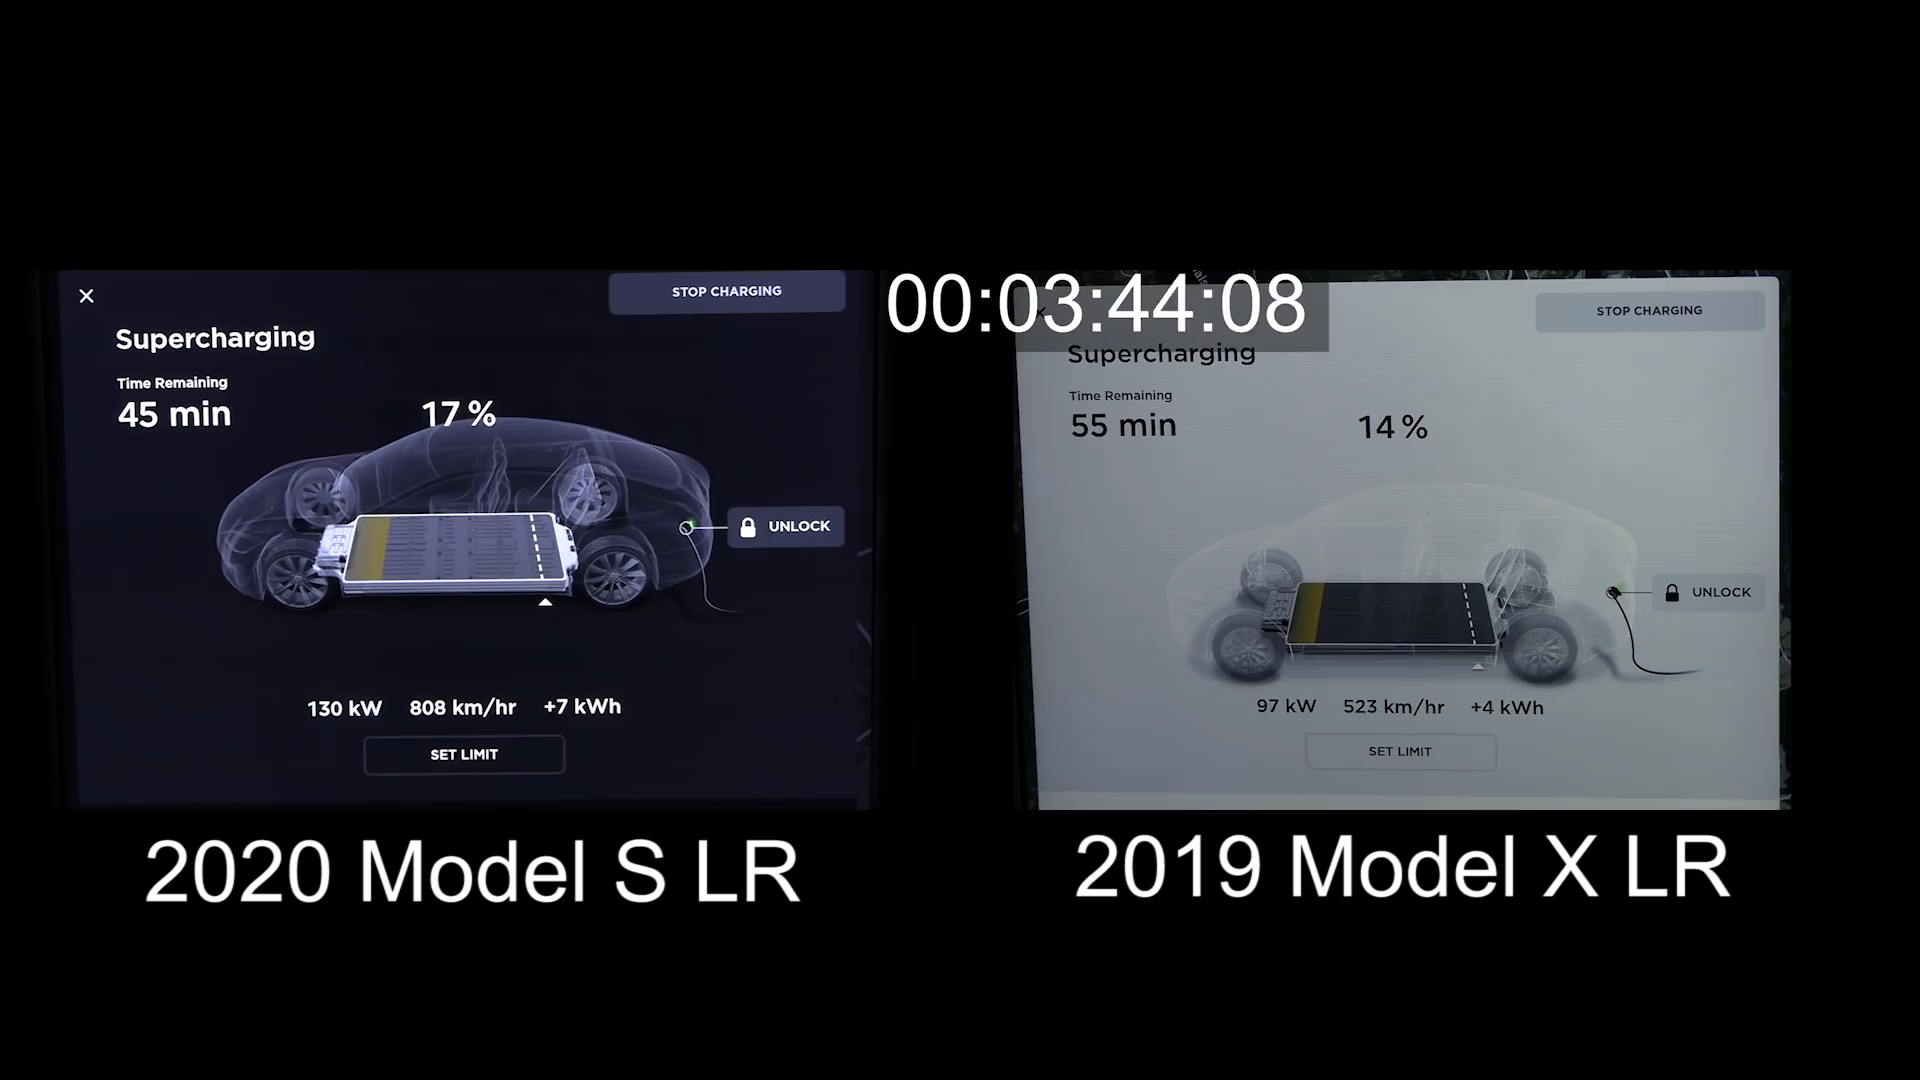 STOP CHARGING
Supercharging
Time Remaining
45 min
17 %
UNLOCK
130 kW 808 km/hr +7 kWh
SET LIMIT
2020 Model S LR
00:03:44:08
STOP CHARGING
Supercharging
Time Remaining
55 min
14 %
UNLOCK
97 kW 523 km/hr +4 kWh
SET LIMIT
2019 Model X LR